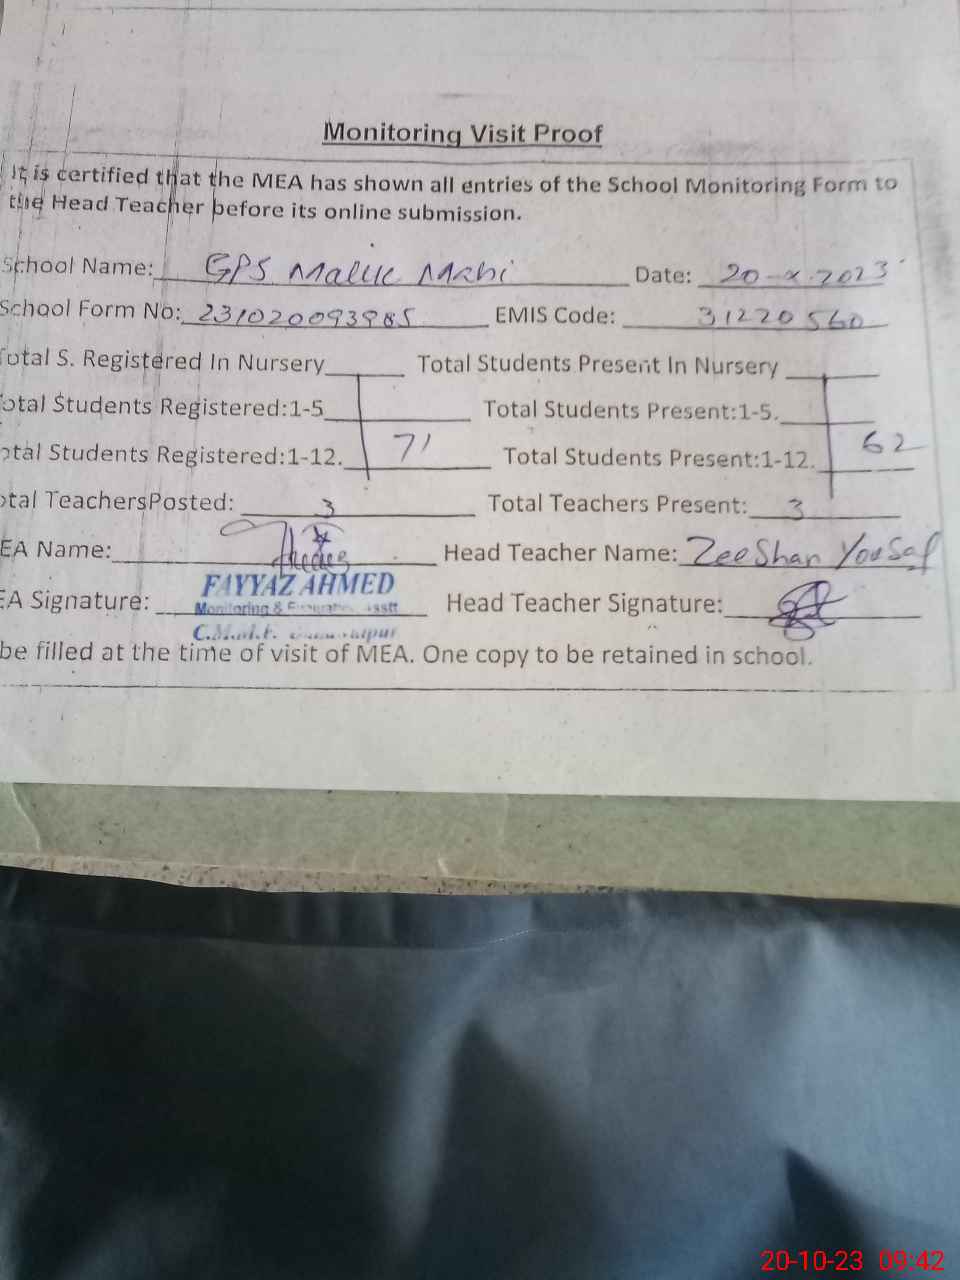 Monitoring Visit Proof
It is certified that the MEA has shown all entries of the School Monitoring Form to
the Head Teacher before its online submission.
School Name: GPS Date: 20-X-2023
School Form No: 231020093985 EMIS Code: 31220560
Total S. Registered In Nursery Total Students Present In Nursery
otal Students Registered:1-5 Total Students Present:1-5.
otal Students Registered:1-12. 71 Total Students Present:1-12. 62
otal TeachersPosted: 3 Total Teachers Present: 3
EA Name: Head Teacher Name: ZeeShan YouSaf
FAYYAZ AHMED
EA Signature: Monitoring & Head Teacher Signature:
be filled at the time of visit of MEA. One copy to be retained in school.
20-10-23 09:42